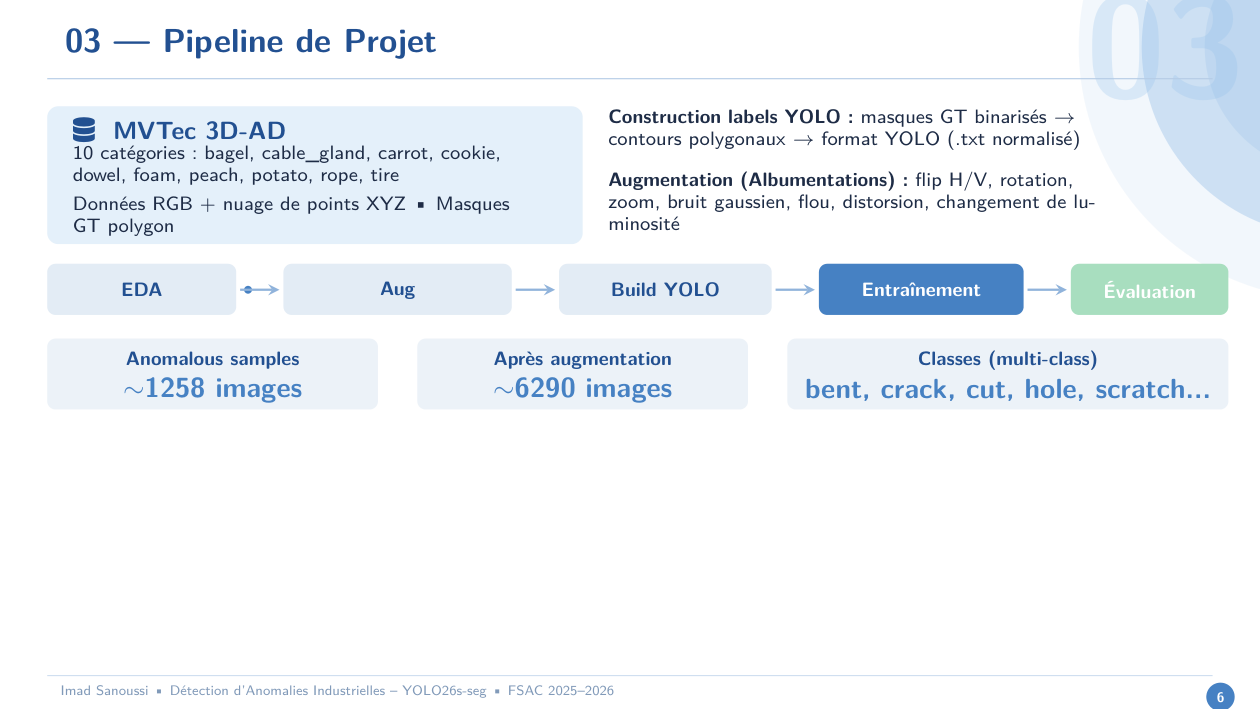 03 — Pipeline de Projet
03
MVTec 3D-AD
10 catégories : bagel, cable_gland, carrot, cookie,
dowel, foam, peach, potato, rope, tire
Données RGB + nuage de points XYZ ▪ Masques
GT polygon
Construction labels YOLO : masques GT binarisés →
contours polygonaux → format YOLO (.txt normalisé)
Augmentation (Albumentations) : flip H/V, rotation,
zoom, bruit gaussien, flou, distorsion, changement de lu-
minosité
EDA
Aug
Build YOLO
Entraînement
Évaluation
Anomalous samples
~1258 images
Après augmentation
~6290 images
Classes (multi-class)
bent, crack, cut, hole, scratch...
Imad Sanoussi ▪ Détection d'Anomalies Industrielles – YOLO26s-seg ▪ FSAC 2025–2026
6